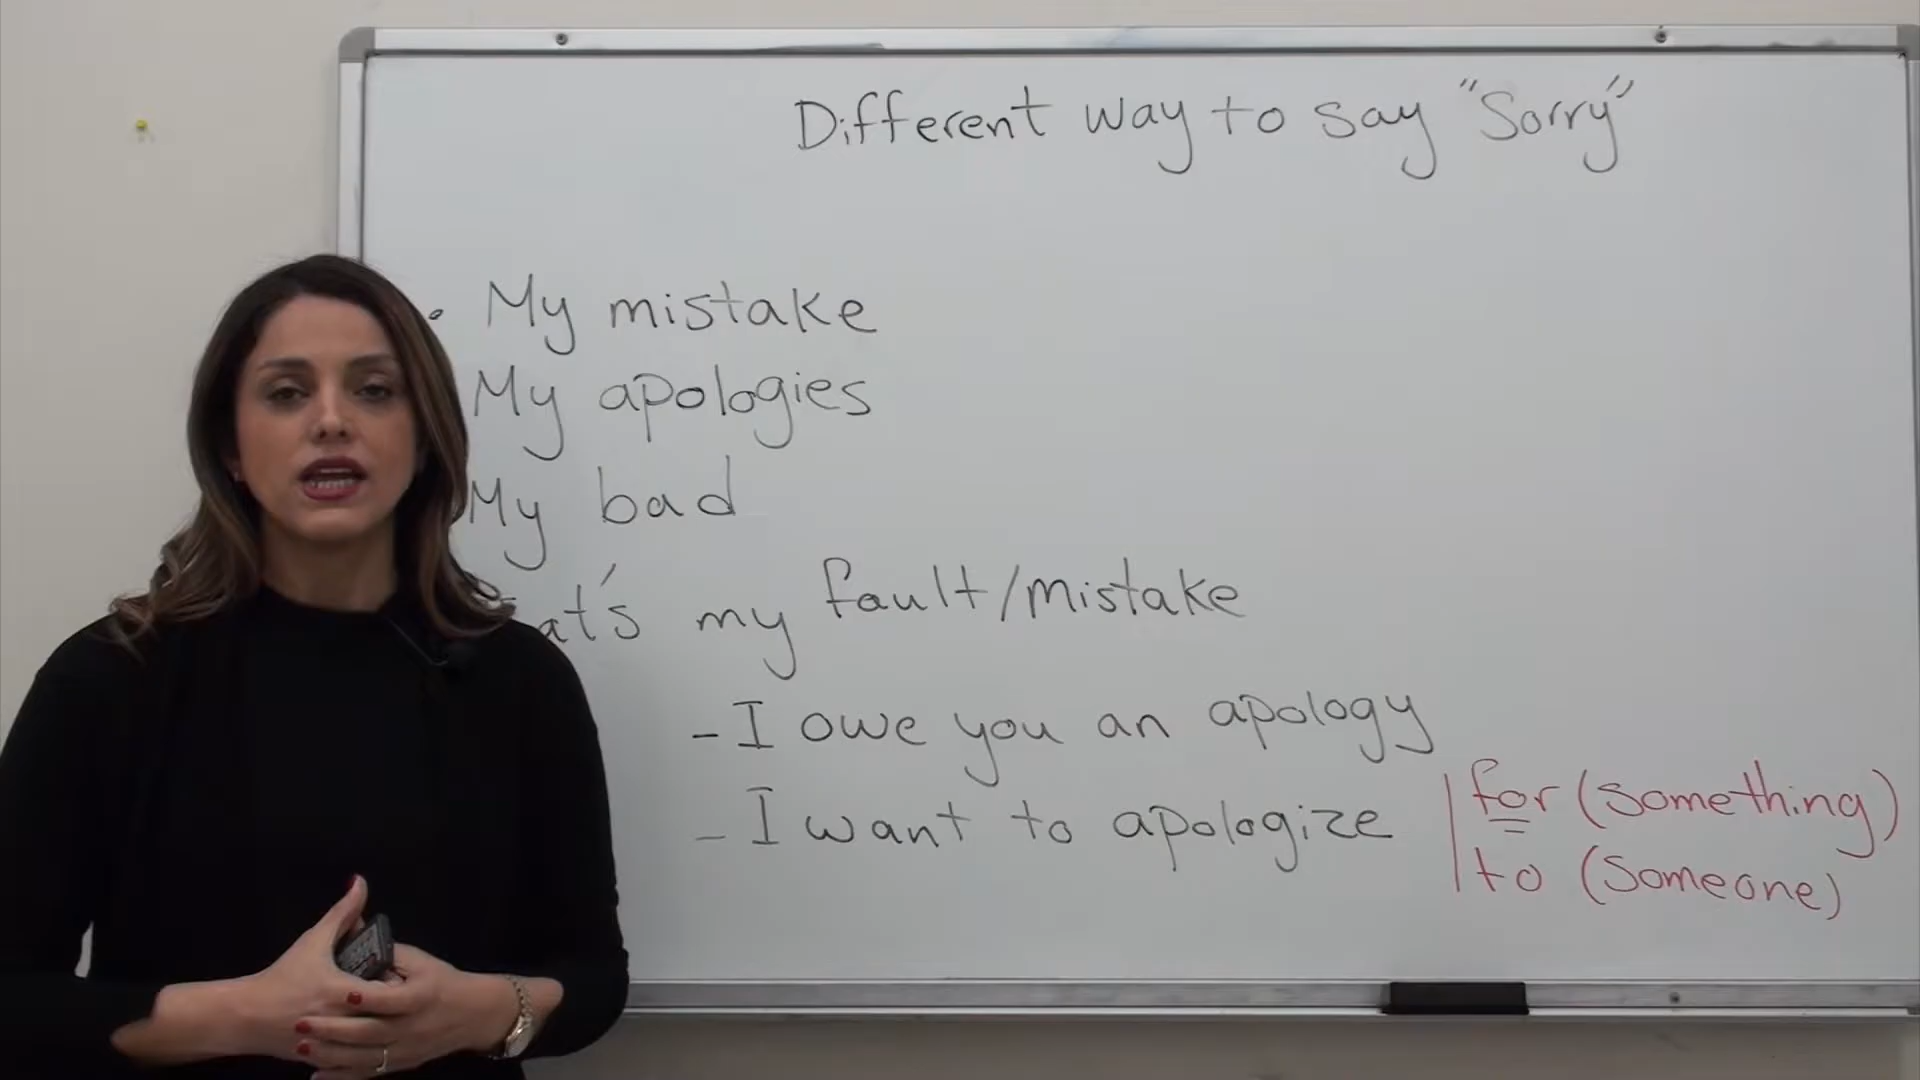 Different way to say "Sorry"
• My mistake
My apologies
My bad
at's my fault/mistake
- I owe you an apology
- I want to apologize
for (something)
to (someone)